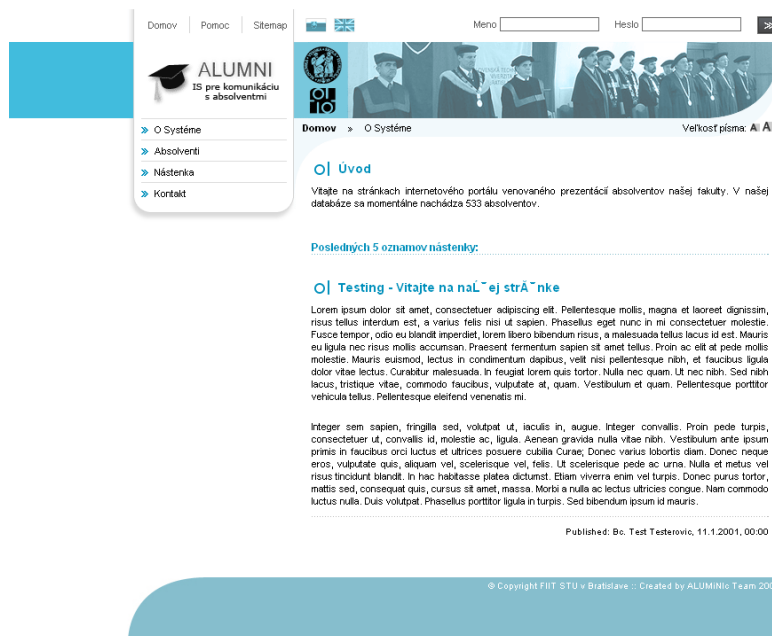 Domov Pomoc Sitemap Meno Heslo
ALUMNI
IS pre komunikáciu
s absolventmi
Domov » O Systéme Veľkosť písma: A A
O Systéme
Absolventi
Nástenka
Kontakt
Úvod
Vitajte na stránkach internetového portálu venovaného prezentácií absolventov našej fakulty. V našej
databáze sa momentálne nachádza 533 absolventov.
Posledných 5 oznamov nástenky:
Testing - Vitajte na naĽˇej strĂˇnke
Lorem ipsum dolor sit amet, consectetuer adipiscing elit. Pellentesque mollis, magna et laoreet dignissim,
risus tellus interdum est, a varius felis nisi ut sapien. Phasellus eget nunc in mi consectetuer molestie.
Fusce tempor, odio eu blandit imperdiet, lorem libero bibendum risus, a malesuada tellus lacus id est. Mauris
eu ligula nec risus mollis accumsan. Praesent fermentum sapien sit amet tellus. Proin ac elit at pede mollis
molestie. Mauris euismod, lectus in condimentum dapibus, velit nisi pellentesque nibh, et faucibus ligula
dolor vitae lectus. Curabitur malesuada. In feugiat lorem quis tortor. Nulla nec quam. Ut nec nibh. Sed nibh
lacus, tristique vitae, commodo faucibus, vulputate at, quam. Vestibulum et quam. Pellentesque porttitor
vehicula tellus. Pellentesque eleifend venenatis mi.
Integer sem sapien, fringilla sed, volutpat ut, iaculis in, augue. Integer convallis. Proin pede turpis,
consectetuer ut, convallis id, molestie ac, ligula. Aenean gravida nulla vitae nibh. Vestibulum ante ipsum
primis in faucibus orci luctus et ultrices posuere cubilia Curae; Donec varius lobortis diam. Donec neque
eros, vulputate quis, aliquam vel, scelerisque vel, felis. Ut scelerisque pede ac urna. Nulla et metus vel
risus tincidunt blandit. In hac habitasse platea dictumst. Etiam viverra enim vel turpis. Donec purus tortor,
mattis sed, consequat quis, cursus sit amet, massa. Morbi a nulla ac lectus ultricies congue. Nam commodo
luctus nulla. Duis volutpat. Phasellus porttitor ligula in turpis. Sed bibendum ipsum id mauris.
Published: Bc. Test Testerovic, 11.1.2001, 00:00
© Copyright FIIT STU v Bratislave :: Created by ALUMiNIc Team